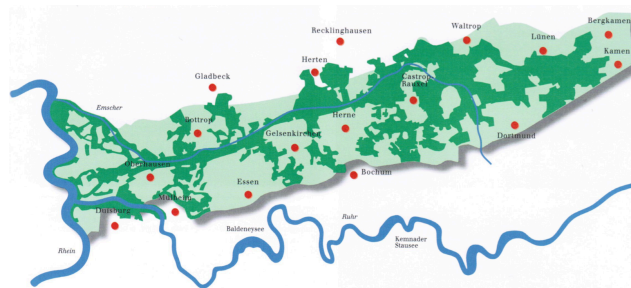 Recklinghausen
Waltrop
Bergkamen
Lünen
Kamen
Herten
Gladbeck
Castrop-
Rauxel
Emscher
Bottrop
Herne
Gelsenkirchen
Dortmund
Oberhausen
Bochum
Essen
Mülheim
Duisburg
Ruhr
Baldeneysee
Kemnader
Stausee
Rhein